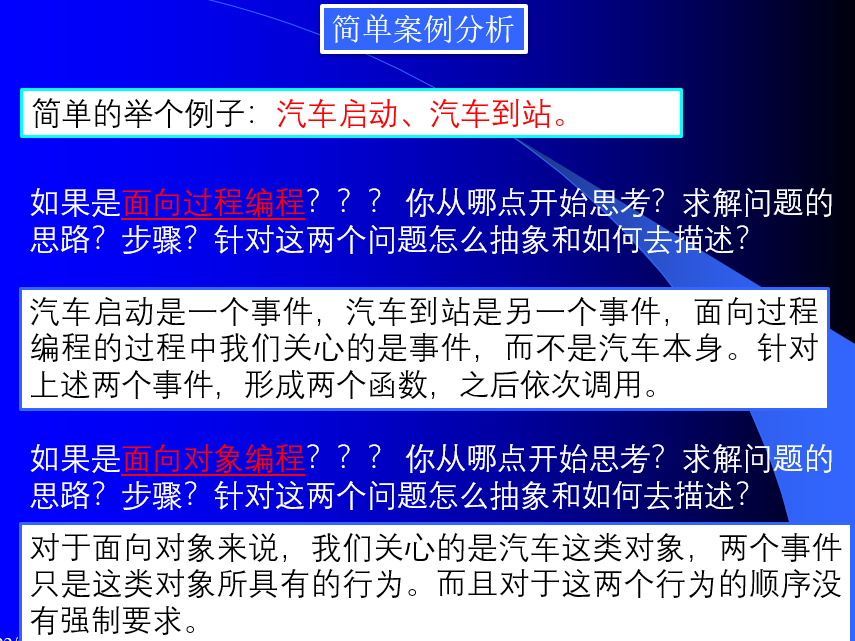 简单案例分析
简单的举个例子：汽车启动、汽车到站。
如果是面向过程编程？？？ 你从哪点开始思考？求解问题的
思路？步骤？针对这两个问题怎么抽象和如何去描述？
汽车启动是一个事件，汽车到站是另一个事件，面向过程
编程的过程中我们关心的是事件，而不是汽车本身。针对
上述两个事件，形成两个函数，之后依次调用。
如果是面向对象编程？？？ 你从哪点开始思考？求解问题的
思路？步骤？针对这两个问题怎么抽象和如何去描述？
对于面向对象来说，我们关心的是汽车这类对象，两个事件
只是这类对象所具有的行为。而且对于这两个行为的顺序没
有强制要求。